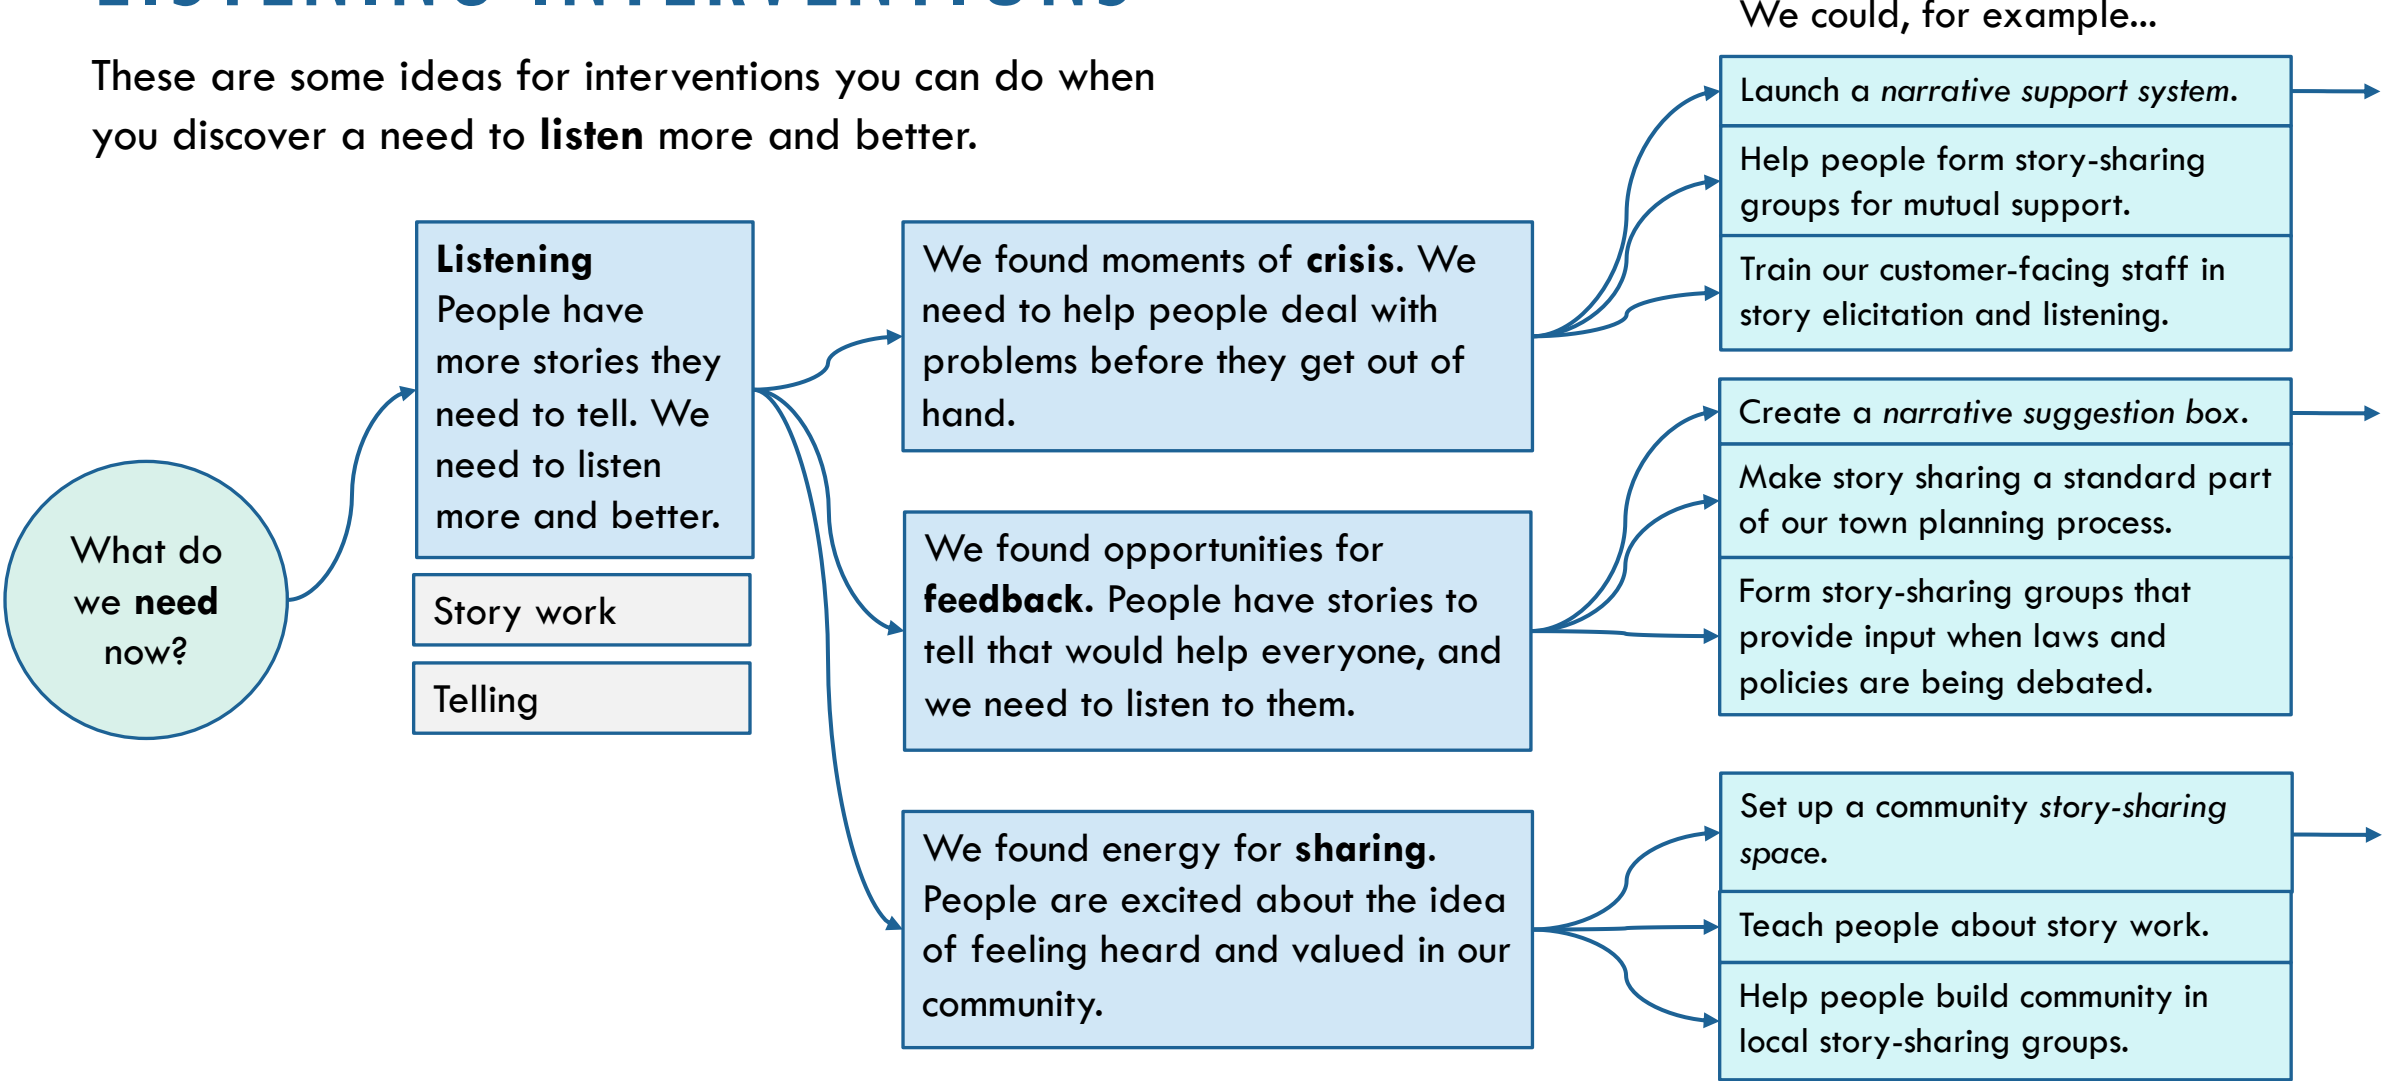 LISTENING INTERVENTIONS
These are some ideas for interventions you can do when
you discover a need to listen more and better.
We could, for example...
What do
we need
now?
Listening
People have
more stories they
need to tell. We
need to listen
more and better.
Story work
Telling
We found moments of crisis. We
need to help people deal with
problems before they get out of
hand.
We found opportunities for
feedback. People have stories to
tell that would help everyone, and
we need to listen to them.
We found energy for sharing.
People are excited about the idea
of feeling heard and valued in our
community.
Launch a narrative support system.
Help people form story-sharing
groups for mutual support.
Train our customer-facing staff in
story elicitation and listening.
Create a narrative suggestion box.
Make story sharing a standard part
of our town planning process.
Form story-sharing groups that
provide input when laws and
policies are being debated.
Set up a community story-sharing
space.
Teach people about story work.
Help people build community in
local story-sharing groups.